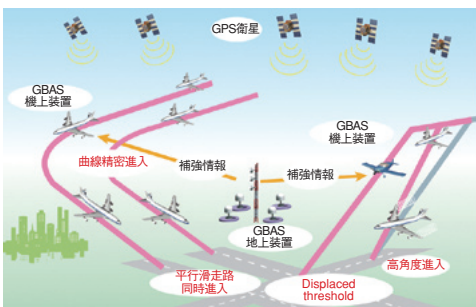 GPS衛星
GBAS
機上装置
GBAS
機上装置
曲線精密進入
補強情報
補強情報
GBAS
地上装置
高角度進入
平行滑走路
同時進入
Displaced
threshold